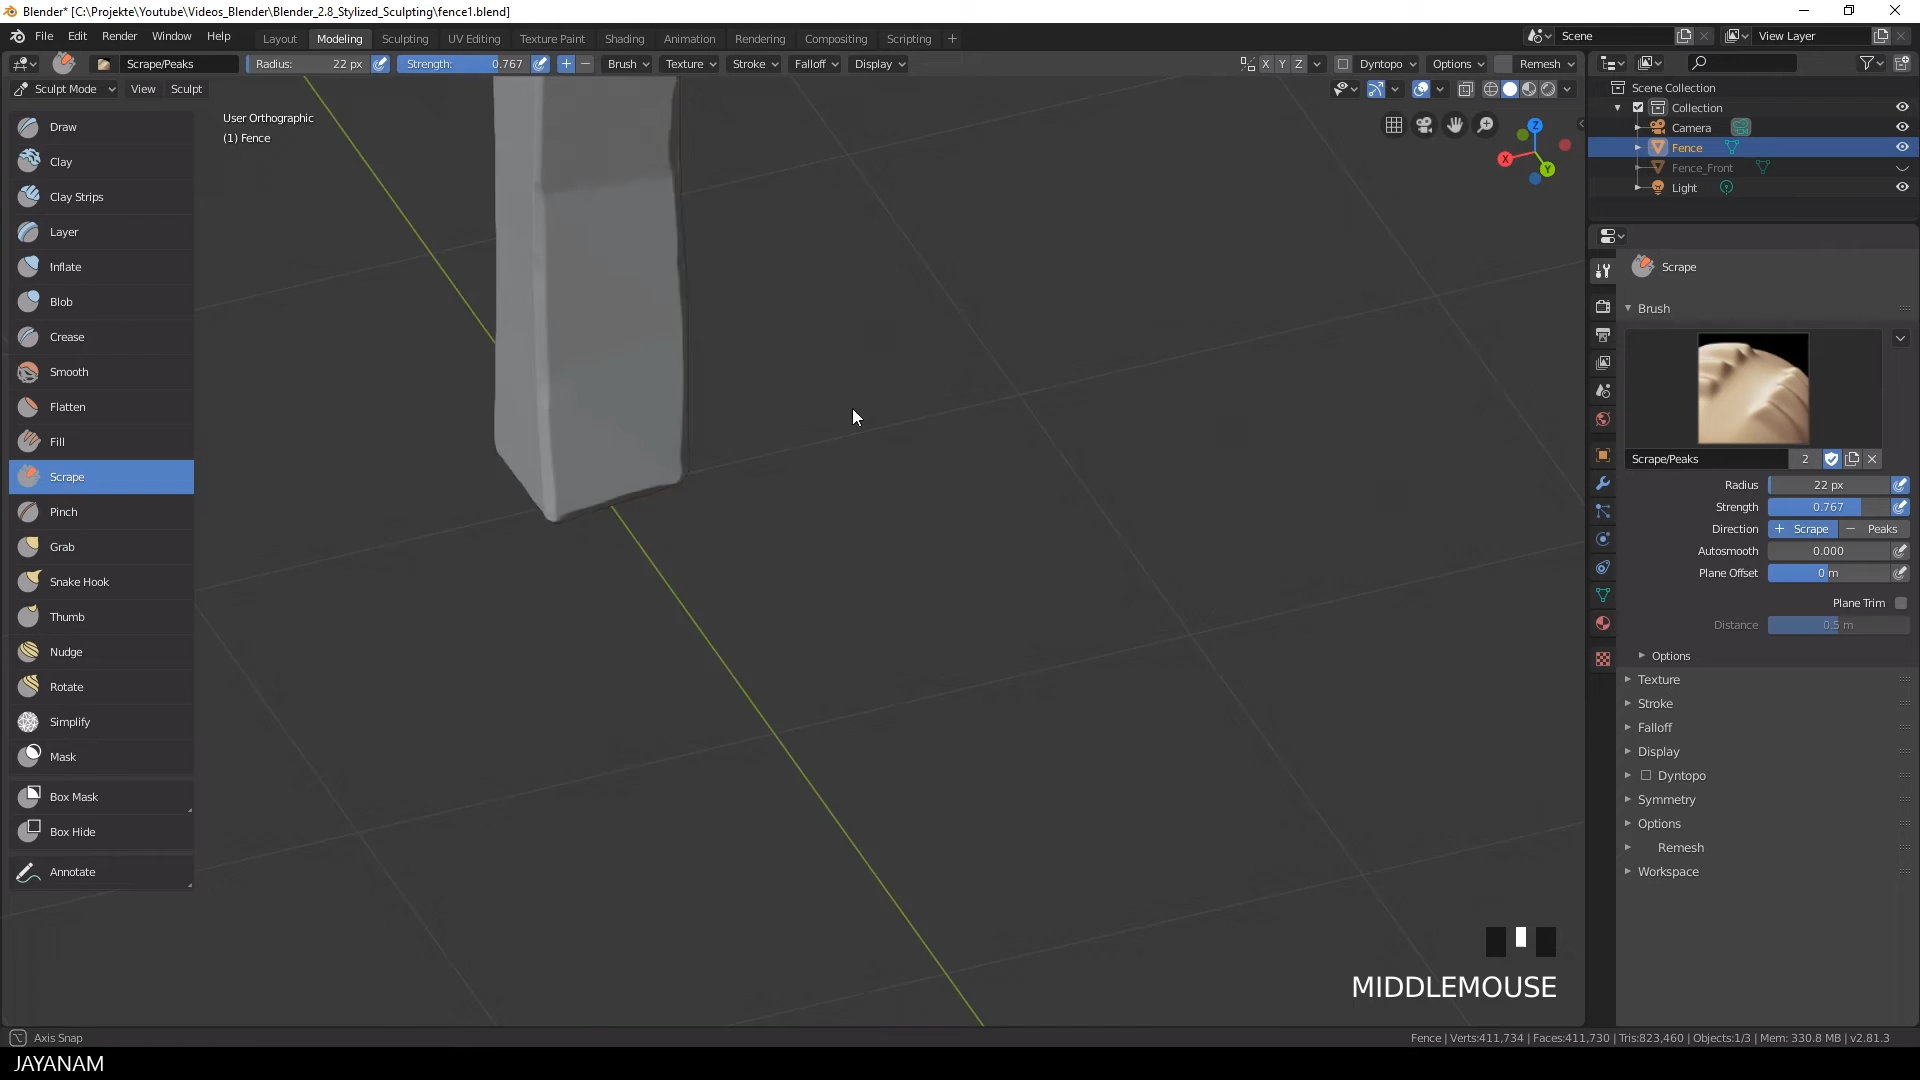 Blender* [C:\Projekte\Youtube\Videos_Blender\Blender_2.8_Stylized_Sculpting\fence1.blend]
File Edit Render Window Help Layout Modeling Sculpting UV Editing Texture Paint Shading Animation Rendering Compositing Scripting + Scene View Layer
Scrape/Peaks Radius: 22 px Strength: 0.767 + − Brush Texture Stroke Falloff Display X Y Z Dyntopo Options Remesh
Sculpt Mode View Sculpt
User Orthographic
(1) Fence
Z
X
Y
Draw
Clay
Clay Strips
Layer
Inflate
Blob
Crease
Smooth
Flatten
Fill
Scrape
Pinch
Grab
Snake Hook
Thumb
Nudge
Rotate
Simplify
Mask
Box Mask
Box Hide
Annotate
Scene Collection
Collection
Camera
Fence
Fence_Front
Light
Scrape
Brush
Scrape/Peaks 2
Radius 22 px
Strength 0.767
Direction + Scrape − Peaks
Autosmooth 0.000
Plane Offset 0 m
Plane Trim
Distance 0.5 m
Options
Texture
Stroke
Falloff
Display
Dyntopo
Symmetry
Options
Remesh
Workspace
MIDDLEMOUSE
Axis Snap
Fence | Verts:411,734 | Faces:411,730 | Tris:823,460 | Objects:1/3 | Mem: 330.8 MB | v2.81.3
JAYANAM